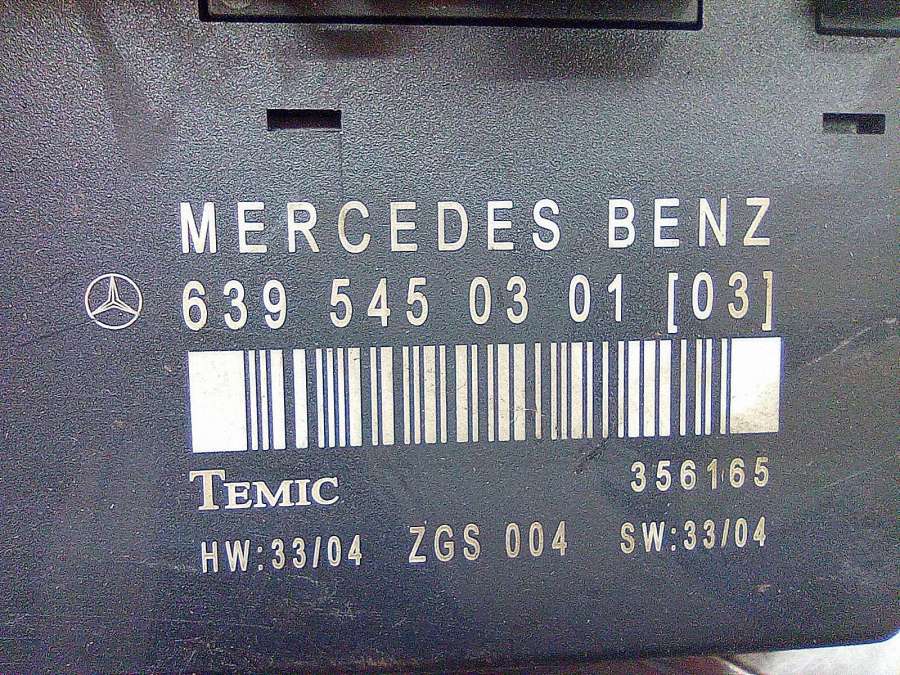 MERCEDES BENZ
639 545 03 01 [03]
TEMIC 356165
HW:33/04 ZGS 004 SW:33/04